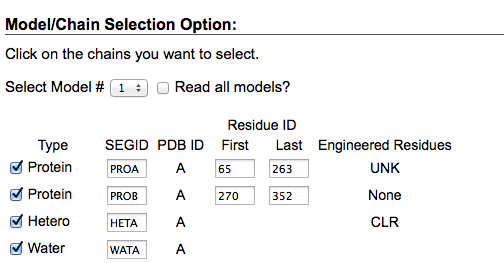 Model/Chain Selection Option:
Click on the chains you want to select.
Select Model # 1 Read all models?
Residue ID
Type SEGID PDB ID First Last Engineered Residues
Protein PROA A 65 263 UNK
Protein PROB A 270 352 None
Hetero HETA A CLR
Water WATA A